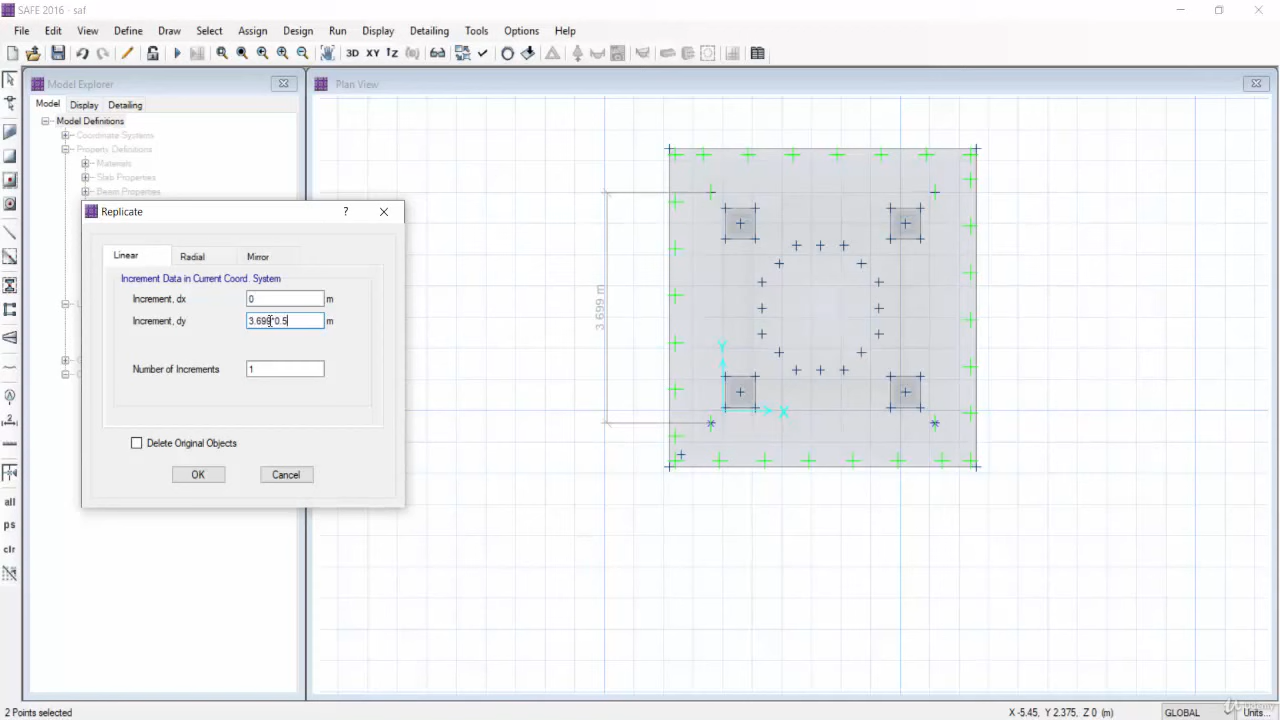 SAFE 2016 - saf
File Edit View Define Draw Select Assign Design Run Display Detailing Tools Options Help
3D XY
Model Explorer
Plan View
Model Display Detailing
Model Definitions
Coordinate Systems
Property Definitions
Materials
Slab Properties
Beam Properties
Replicate
?
Linear Radial Mirror
Increment Data in Current Coord. System
Increment, dx 0 m
Increment, dy m
Number of Increments 1
Delete Original Objects
OK Cancel
3.699 m
Y
X
all
ps
clr
2 Points selected
X -5.45, Y 2.375, Z 0 (m)
GLOBAL
Units...